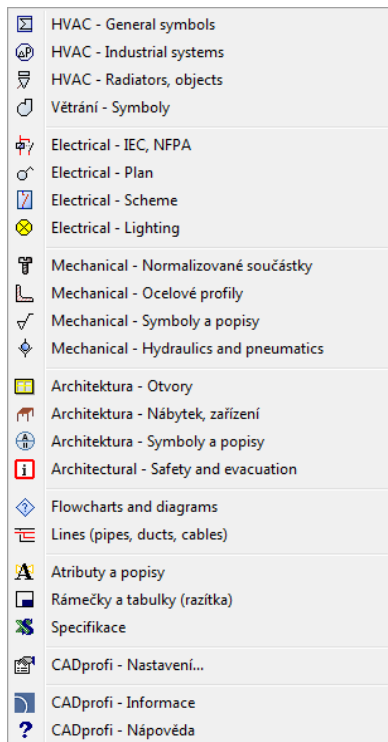 HVAC - General symbols
HVAC - Industrial systems
HVAC - Radiators, objects
Větrání - Symboly
Electrical - IEC, NFPA
Electrical - Plan
Electrical - Scheme
Electrical - Lighting
Mechanical - Normalizované součástky
Mechanical - Ocelové profily
Mechanical - Symboly a popisy
Mechanical - Hydraulics and pneumatics
Architektura - Otvory
Architektura - Nábytek, zařízení
Architektura - Symboly a popisy
Architectural - Safety and evacuation
Flowcharts and diagrams
Lines (pipes, ducts, cables)
Atributy a popisy
Rámečky a tabulky (razítka)
Specifikace
CADprofi - Nastavení...
CADprofi - Informace
CADprofi - Nápověda